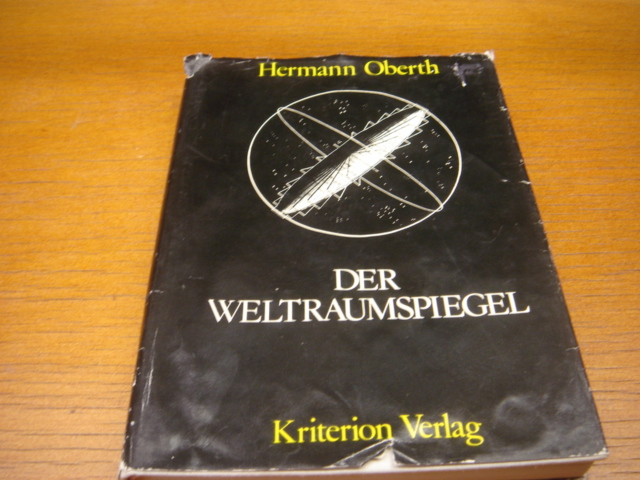 Hermann Oberth
DER
WELTRAUMSPIEGEL
Kriterion Verlag